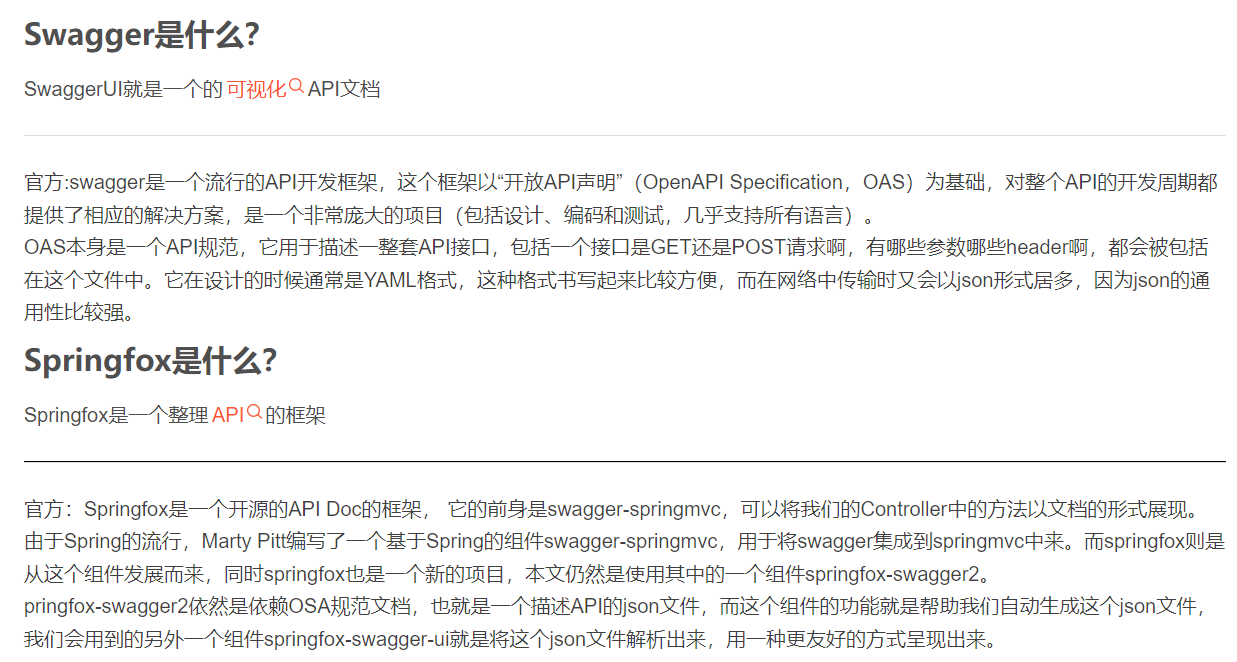 Swagger是什么?
SwaggerUI就是一个的 可视化 API文档
官方:swagger是一个流行的API开发框架，这个框架以“开放API声明”（OpenAPI Specification，OAS）为基础，对整个API的开发周期都
提供了相应的解决方案，是一个非常庞大的项目（包括设计、编码和测试，几乎支持所有语言）。
OAS本身是一个API规范，它用于描述一整套API接口，包括一个接口是GET还是POST请求啊，有哪些参数哪些header啊，都会被包括
在这个文件中。它在设计的时候通常是YAML格式，这种格式书写起来比较方便，而在网络中传输时又会以json形式居多，因为json的通
用性比较强。
Springfox是什么?
Springfox是一个整理 API 的框架
官方：Springfox是一个开源的API Doc的框架， 它的前身是swagger-springmvc，可以将我们的Controller中的方法以文档的形式展现。
由于Spring的流行，Marty Pitt编写了一个基于Spring的组件swagger-springmvc，用于将swagger集成到springmvc中来。而springfox则是
从这个组件发展而来，同时springfox也是一个新的项目，本文仍然是使用其中的一个组件springfox-swagger2。
pringfox-swagger2依然是依赖OSA规范文档，也就是一个描述API的json文件，而这个组件的功能就是帮助我们自动生成这个json文件，
我们会用到的另外一个组件springfox-swagger-ui就是将这个json文件解析出来，用一种更友好的方式呈现出来。